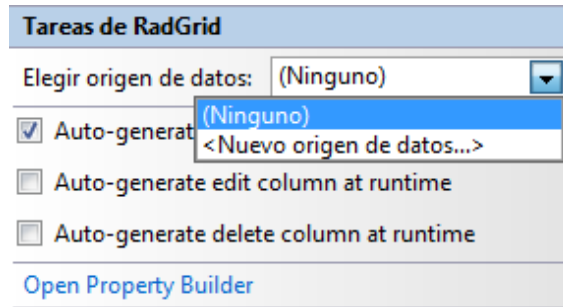 Tareas de RadGrid
Elegir origen de datos: (Ninguno)
(Ninguno)
<Nuevo origen de datos...>
Auto-generat
Auto-generate edit column at runtime
Auto-generate delete column at runtime
Open Property Builder